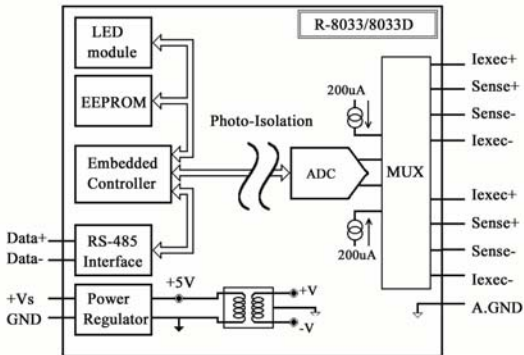 R-8033/8033D
LED
module
EEPROM
Embedded
Controller
RS-485
Interface
Power
Regulator
Data+
Data-
+Vs
GND
+5V
+V
-V
Photo-Isolation
ADC
200uA
200uA
MUX
Iexec+
Sense+
Sense-
Iexec-
Iexec+
Sense+
Sense-
Iexec-
A.GND